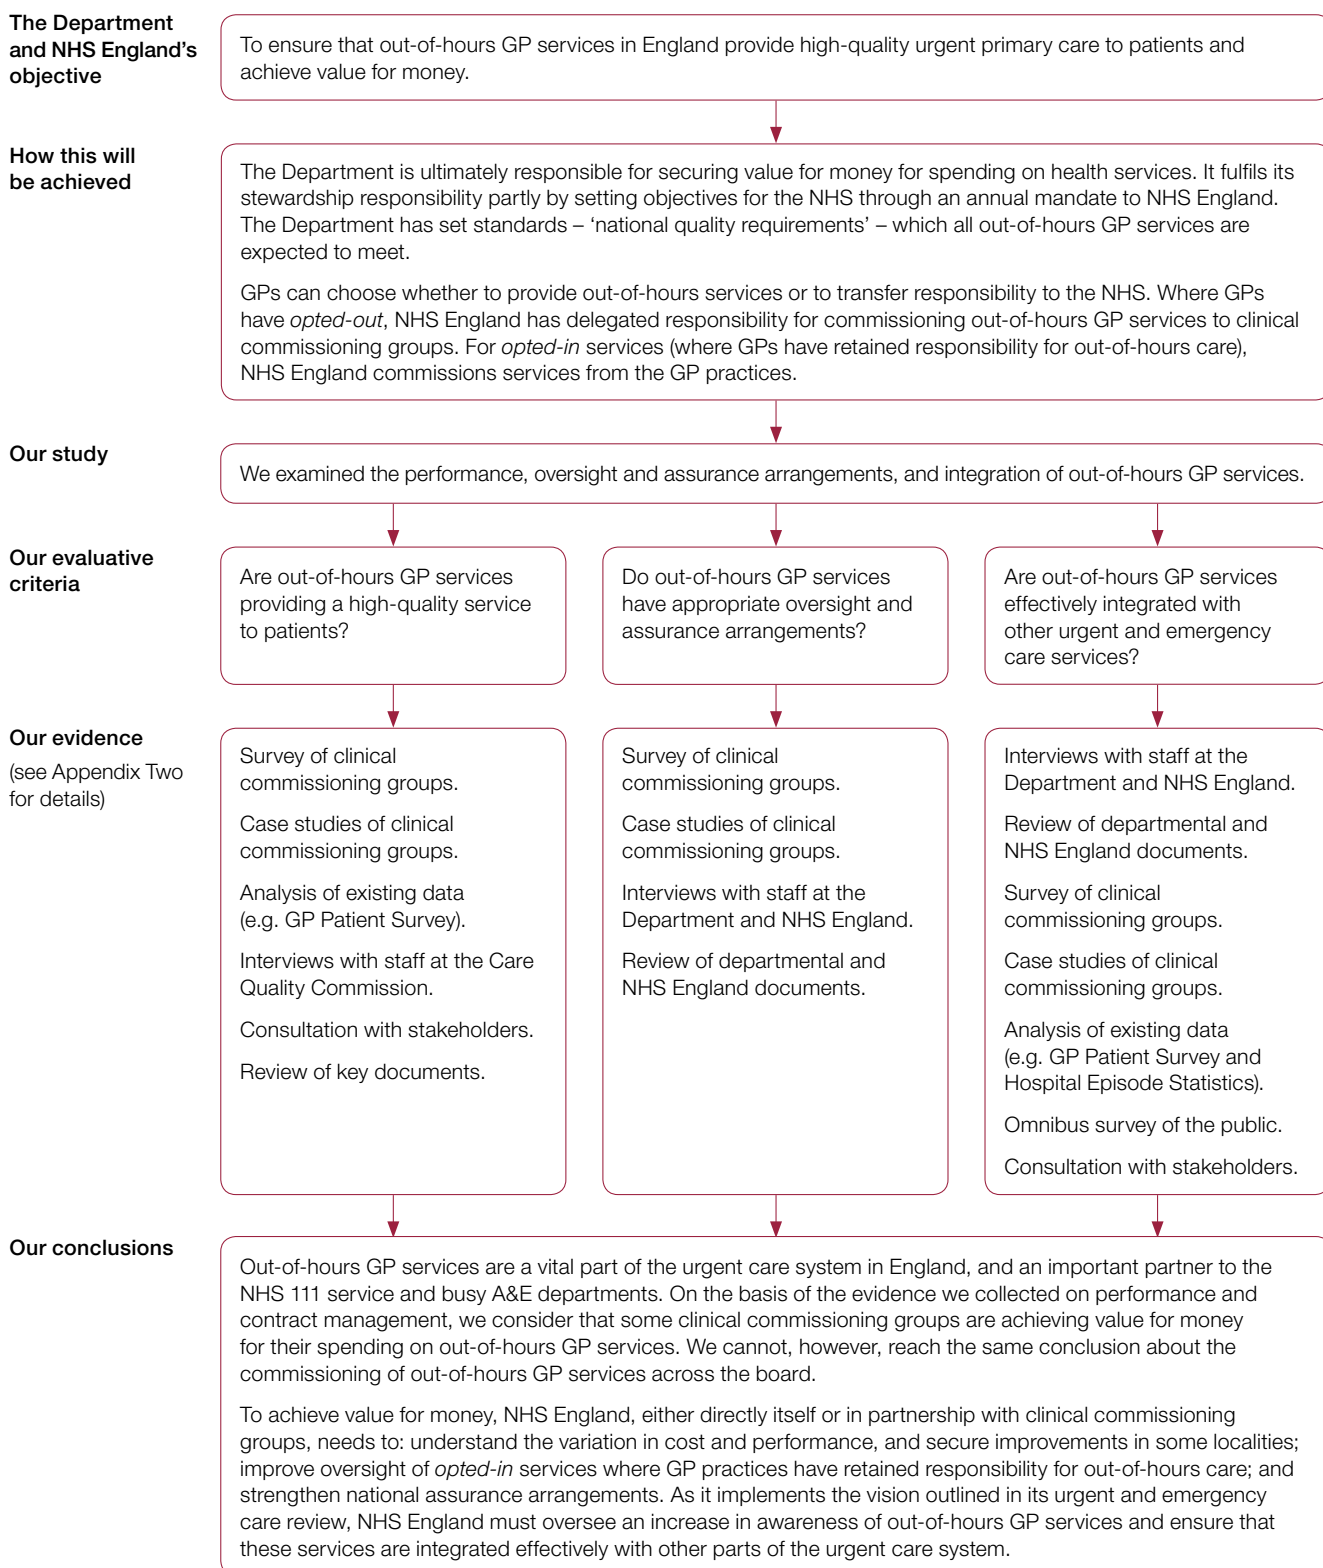 The Department
and NHS England's
objective
To ensure that out-of-hours GP services in England provide high-quality urgent primary care to patients and
achieve value for money.
How this will
be achieved
The Department is ultimately responsible for securing value for money for spending on health services. It fulfils its
stewardship responsibility partly by setting objectives for the NHS through an annual mandate to NHS England.
The Department has set standards – ‘national quality requirements’ – which all out-of-hours GP services are
expected to meet.
GPs can choose whether to provide out-of-hours services or to transfer responsibility to the NHS. Where GPs
have opted-out, NHS England has delegated responsibility for commissioning out-of-hours GP services to clinical
commissioning groups. For opted-in services (where GPs have retained responsibility for out-of-hours care),
NHS England commissions services from the GP practices.
Our study
We examined the performance, oversight and assurance arrangements, and integration of out-of-hours GP services.
Our evaluative
criteria
Are out-of-hours GP services
providing a high-quality service
to patients?
Do out-of-hours GP services
have appropriate oversight and
assurance arrangements?
Are out-of-hours GP services
effectively integrated with
other urgent and emergency
care services?
Our evidence
(see Appendix Two
for details)
Survey of clinical
commissioning groups.
Case studies of clinical
commissioning groups.
Analysis of existing data
(e.g. GP Patient Survey).
Interviews with staff at the Care
Quality Commission.
Consultation with stakeholders.
Review of key documents.
Survey of clinical
commissioning groups.
Case studies of clinical
commissioning groups.
Interviews with staff at the
Department and NHS England.
Review of departmental and
NHS England documents.
Interviews with staff at the
Department and NHS England.
Review of departmental and
NHS England documents.
Survey of clinical
commissioning groups.
Case studies of clinical
commissioning groups.
Analysis of existing data
(e.g. GP Patient Survey and
Hospital Episode Statistics).
Omnibus survey of the public.
Consultation with stakeholders.
Our conclusions
Out-of-hours GP services are a vital part of the urgent care system in England, and an important partner to the
NHS 111 service and busy A&E departments. On the basis of the evidence we collected on performance and
contract management, we consider that some clinical commissioning groups are achieving value for money
for their spending on out-of-hours GP services. We cannot, however, reach the same conclusion about the
commissioning of out-of-hours GP services across the board.
To achieve value for money, NHS England, either directly itself or in partnership with clinical commissioning
groups, needs to: understand the variation in cost and performance, and secure improvements in some localities;
improve oversight of opted-in services where GP practices have retained responsibility for out-of-hours care; and
strengthen national assurance arrangements. As it implements the vision outlined in its urgent and emergency
care review, NHS England must oversee an increase in awareness of out-of-hours GP services and ensure that
these services are integrated effectively with other parts of the urgent care system.